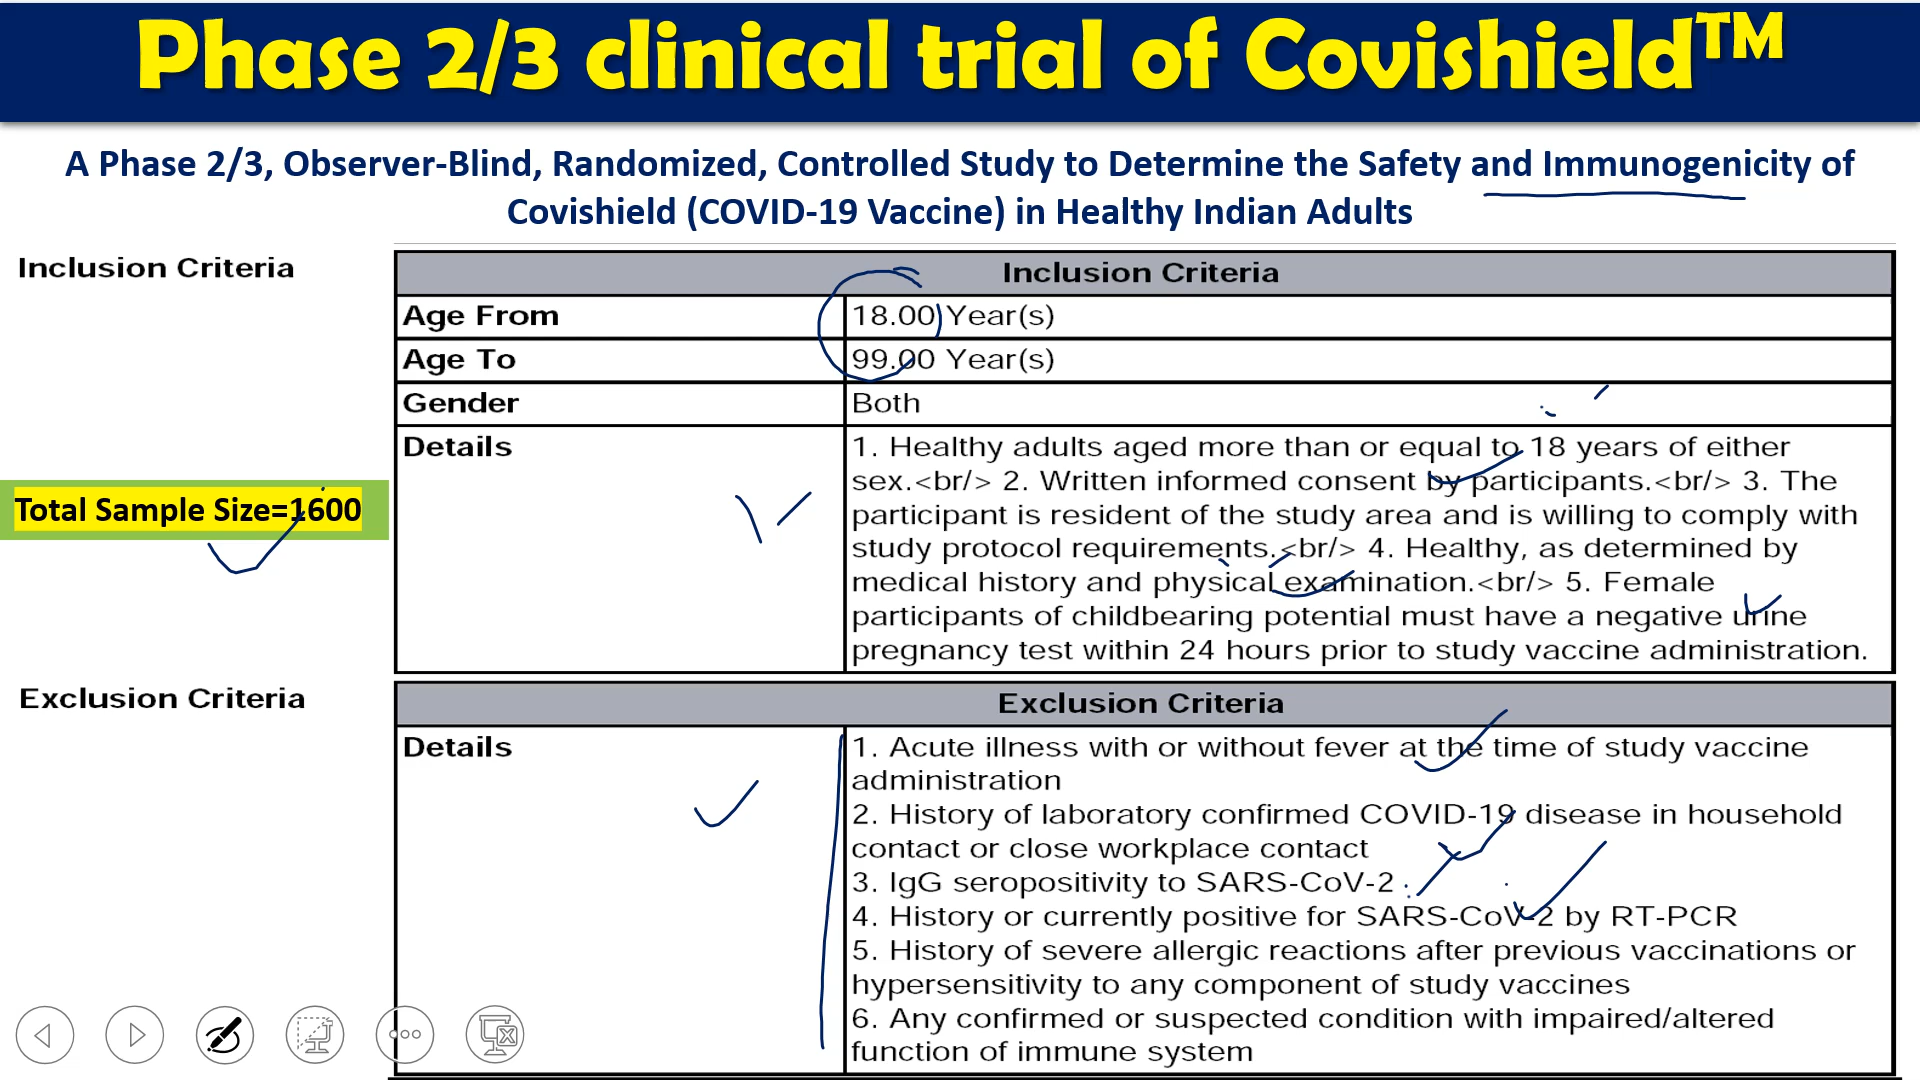 Phase 2/3 clinical trial of Covishield™
A Phase 2/3, Observer-Blind, Randomized, Controlled Study to Determine the Safety and Immunogenicity of
Covishield (COVID-19 Vaccine) in Healthy Indian Adults
Inclusion Criteria
Inclusion Criteria
Age From 18.00 Year(s)
Age To 99.00 Year(s)
Gender Both
Details
1. Healthy adults aged more than or equal to 18 years of either
sex.<br/> 2. Written informed consent by participants.<br/> 3. The
participant is resident of the study area and is willing to comply with
study protocol requirements.<br/> 4. Healthy, as determined by
medical history and physical examination.<br/> 5. Female
participants of childbearing potential must have a negative urine
pregnancy test within 24 hours prior to study vaccine administration.
Total Sample Size=1600
Exclusion Criteria
Exclusion Criteria
Details
1. Acute illness with or without fever at the time of study vaccine
administration
2. History of laboratory confirmed COVID-19 disease in household
contact or close workplace contact
3. IgG seropositivity to SARS-CoV-2
4. History or currently positive for SARS-CoV-2 by RT-PCR
5. History of severe allergic reactions after previous vaccinations or
hypersensitivity to any component of study vaccines
6. Any confirmed or suspected condition with impaired/altered
function of immune system